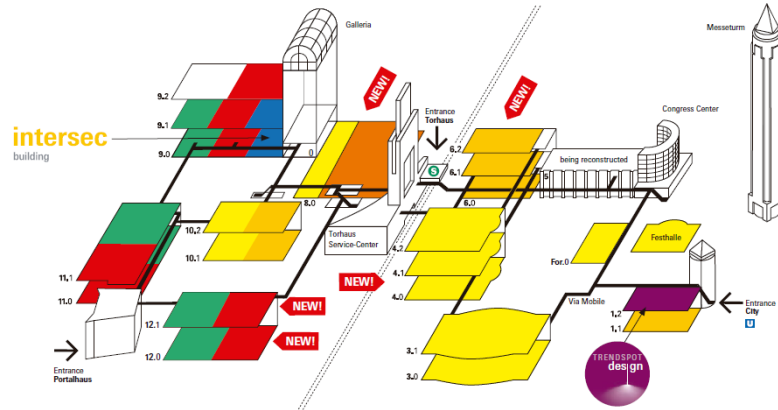 Galleria
Messeturm
NEW!
NEW!
Entrance
Torhaus
Congress Center
9.2
9.1
9.0
0
intersec
building
S
6.2
6.1
6.0
being reconstructed
5
8.0
10.2
10.1
Torhaus
Service-Center
4.2
4.1
4.0
Festhalle
For.0
11.1
11.0
NEW!
NEW!
NEW!
12.1
12.0
Via Mobile
Entrance
City
U
1.2
1.1
3.1
3.0
Entrance
Portalhaus
TRENDSPOT
design